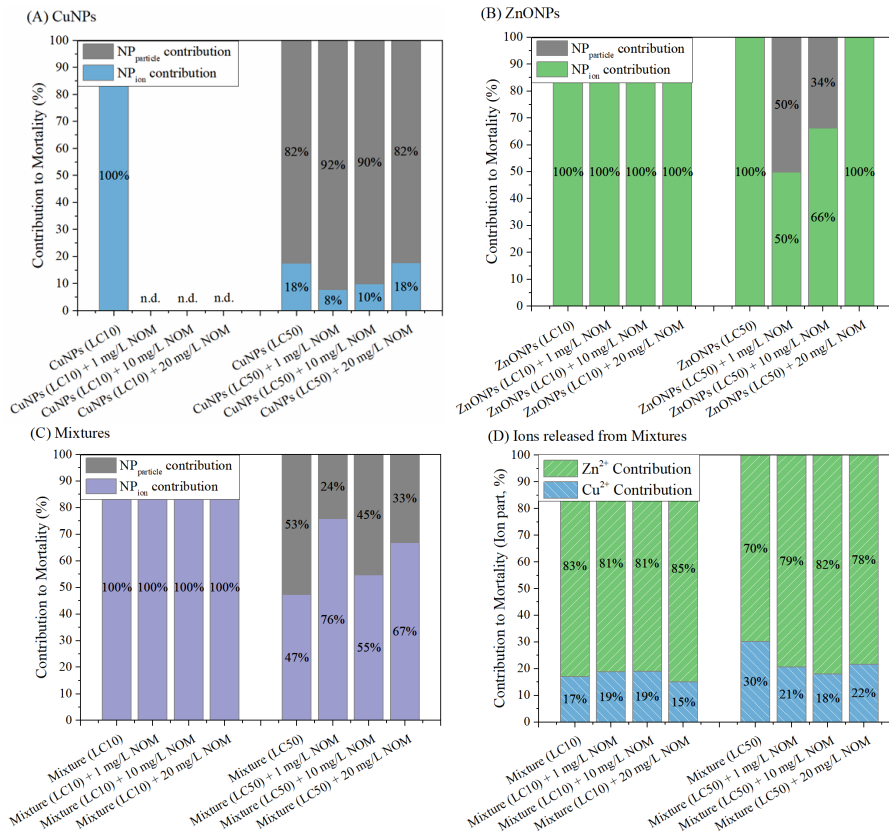 (A) CuNPs
NPparticle contribution
NPion contribution
Contribution to Mortality (%)
100
90
80
70
60
50
40
30
20
10
0
100%
n.d.
n.d.
n.d.
82%
92%
90%
82%
18%
8%
10%
18%
CuNPs (LC10)
CuNPs (LC10) + 1 mg/L NOM
CuNPs (LC10) + 10 mg/L NOM
CuNPs (LC10) + 20 mg/L NOM
CuNPs (LC50)
CuNPs (LC50) + 1 mg/L NOM
CuNPs (LC50) + 10 mg/L NOM
CuNPs (LC50) + 20 mg/L NOM
(B) ZnONPs
NPparticle contribution
NPion contribution
Contribution to Mortality (%)
100
90
80
70
60
50
40
30
20
10
0
100%
100%
100%
100%
100%
50%
34%
100%
50%
66%
ZnONPs (LC10)
ZnONPs (LC10) + 1 mg/L NOM
ZnONPs (LC10) + 10 mg/L NOM
ZnONPs (LC10) + 20 mg/L NOM
ZnONPs (LC50)
ZnONPs (LC50) + 1 mg/L NOM
ZnONPs (LC50) + 10 mg/L NOM
ZnONPs (LC50) + 20 mg/L NOM
(C) Mixtures
NPparticle contribution
NPion contribution
Contribution to Mortality (%)
100
90
80
70
60
50
40
30
20
10
0
100%
100%
100%
100%
53%
24%
45%
33%
47%
76%
55%
67%
Mixture (LC10)
Mixture (LC10) + 1 mg/L NOM
Mixture (LC10) + 10 mg/L NOM
Mixture (LC10) + 20 mg/L NOM
Mixture (LC50)
Mixture (LC50) + 1 mg/L NOM
Mixture (LC50) + 10 mg/L NOM
Mixture (LC50) + 20 mg/L NOM
(D) Ions released from Mixtures
Zn²⁺ Contribution
Cu²⁺ Contribution
Contribution to Mortality (Ion part, %)
100
90
80
70
60
50
40
30
20
10
0
83%
81%
81%
85%
70%
79%
82%
78%
17%
19%
19%
15%
30%
21%
18%
22%
Mixture (LC10)
Mixture (LC10) + 1 mg/L NOM
Mixture (LC10) + 10 mg/L NOM
Mixture (LC10) + 20 mg/L NOM
Mixture (LC50)
Mixture (LC50) + 1 mg/L NOM
Mixture (LC50) + 10 mg/L NOM
Mixture (LC50) + 20 mg/L NOM